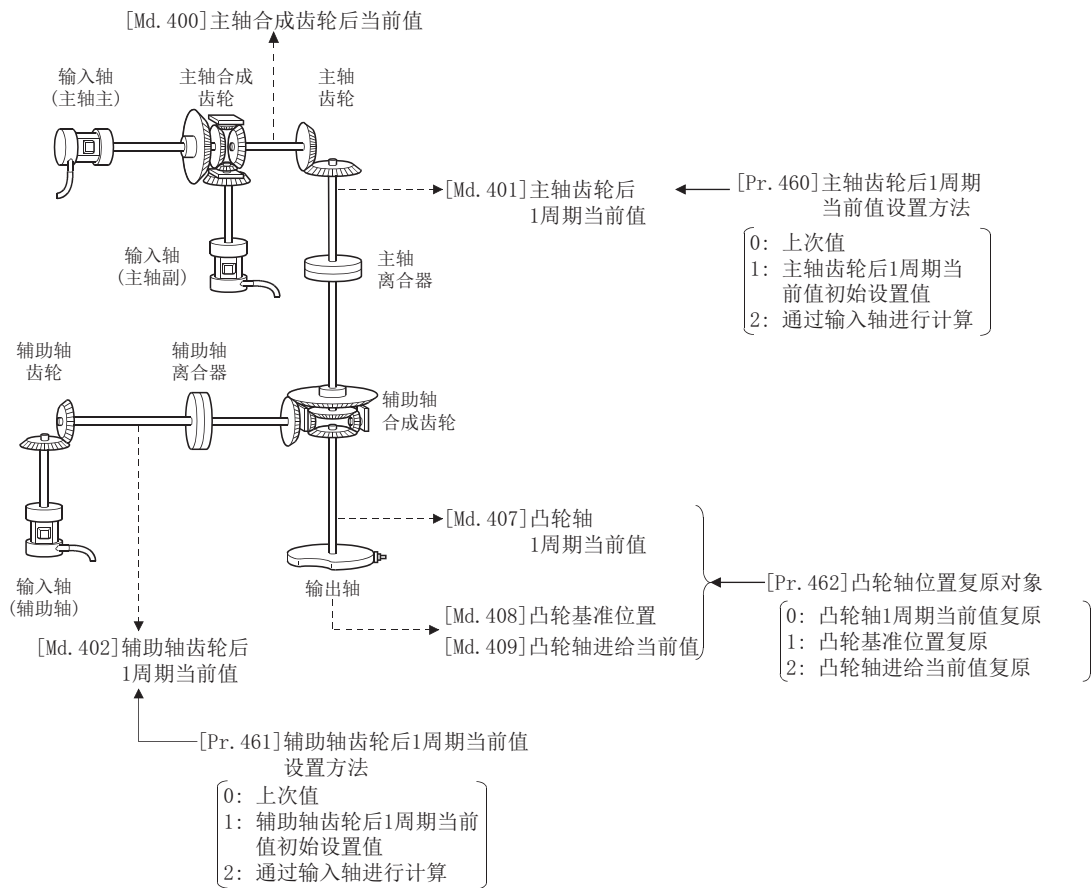 [Md.400]主轴合成齿轮后当前值
输入轴
(主轴主)
主轴合成
齿轮
主轴
齿轮
[Md.401]主轴齿轮后
1周期当前值
[Pr.460]主轴齿轮后1周期
当前值设置方法
0: 上次值
1: 主轴齿轮后1周期当
前值初始设置值
2: 通过输入轴进行计算
输入轴
(主轴副)
主轴
离合器
辅助轴
齿轮
辅助轴
离合器
辅助轴
合成齿轮
[Md.407]凸轮轴
1周期当前值
输入轴
(辅助轴)
输出轴
[Md.408]凸轮基准位置
[Md.409]凸轮轴进给当前值
[Pr.462]凸轮轴位置复原对象
0: 凸轮轴1周期当前值复原
1: 凸轮基准位置复原
2: 凸轮轴进给当前值复原
[Md.402]辅助轴齿轮后
1周期当前值
[Pr.461]辅助轴齿轮后1周期当前值
设置方法
0: 上次值
1: 辅助轴齿轮后1周期当前
值初始设置值
2: 通过输入轴进行计算